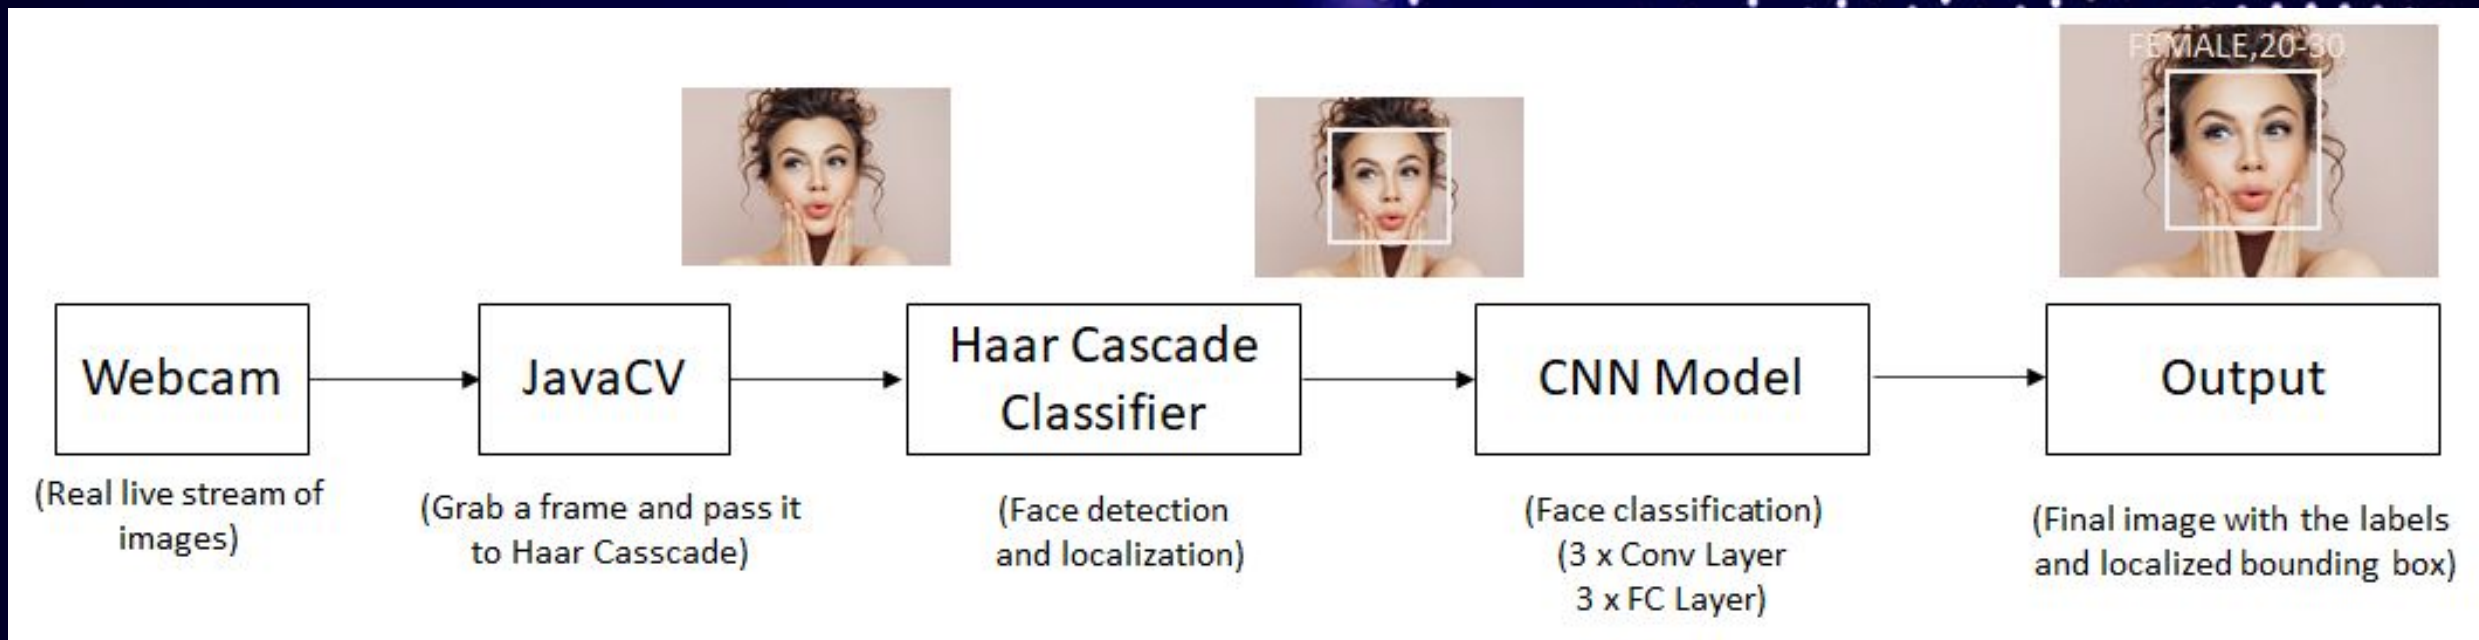 FEMALE,20-30
Webcam
JavaCV
Haar Cascade
Classifier
CNN Model
Output
(Real live stream of
images)
(Grab a frame and pass it
to Haar Casscade)
(Face detection
and localization)
(Face classification)
(3 x Conv Layer
3 x FC Layer)
(Final image with the labels
and localized bounding box)